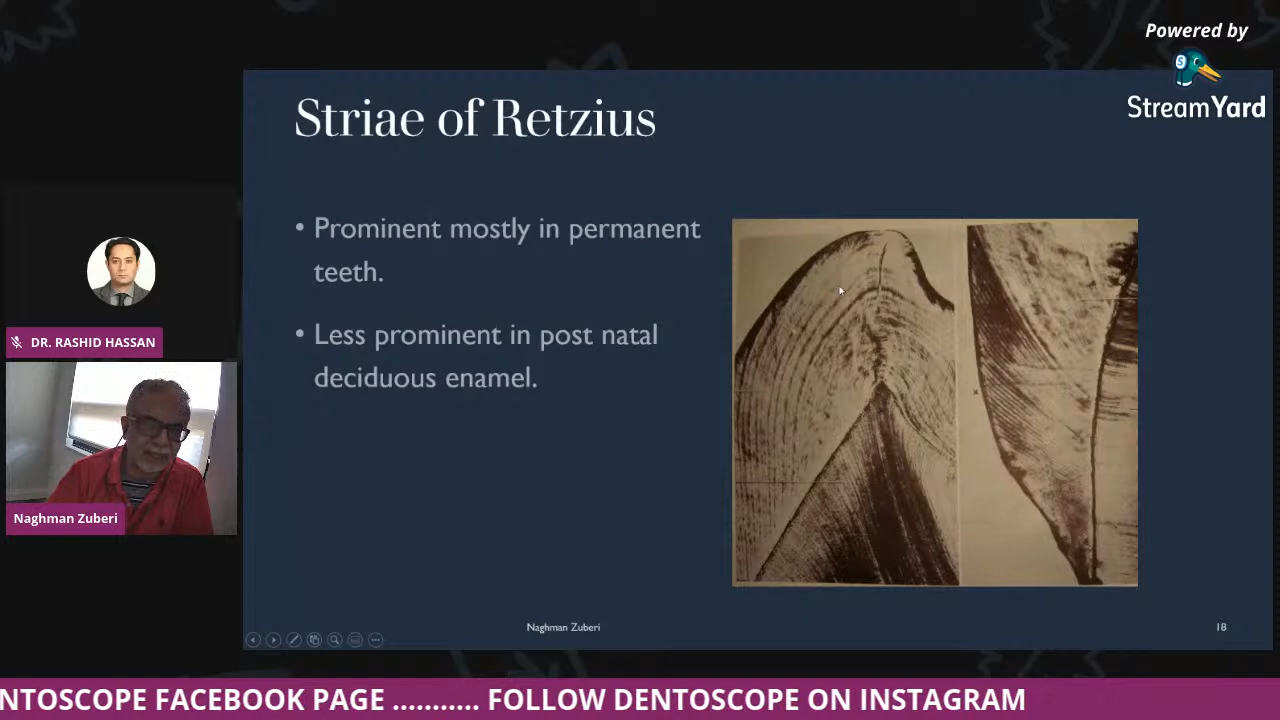 Powered by
StreamYard
Striae of Retzius
• Prominent mostly in permanent
teeth.
• Less prominent in post natal
deciduous enamel.
DR. RASHID HASSAN
Naghman Zuberi
Naghman Zuberi
18
NTOSCOPE FACEBOOK PAGE .......... FOLLOW DENTOSCOPE ON INSTAGRAM